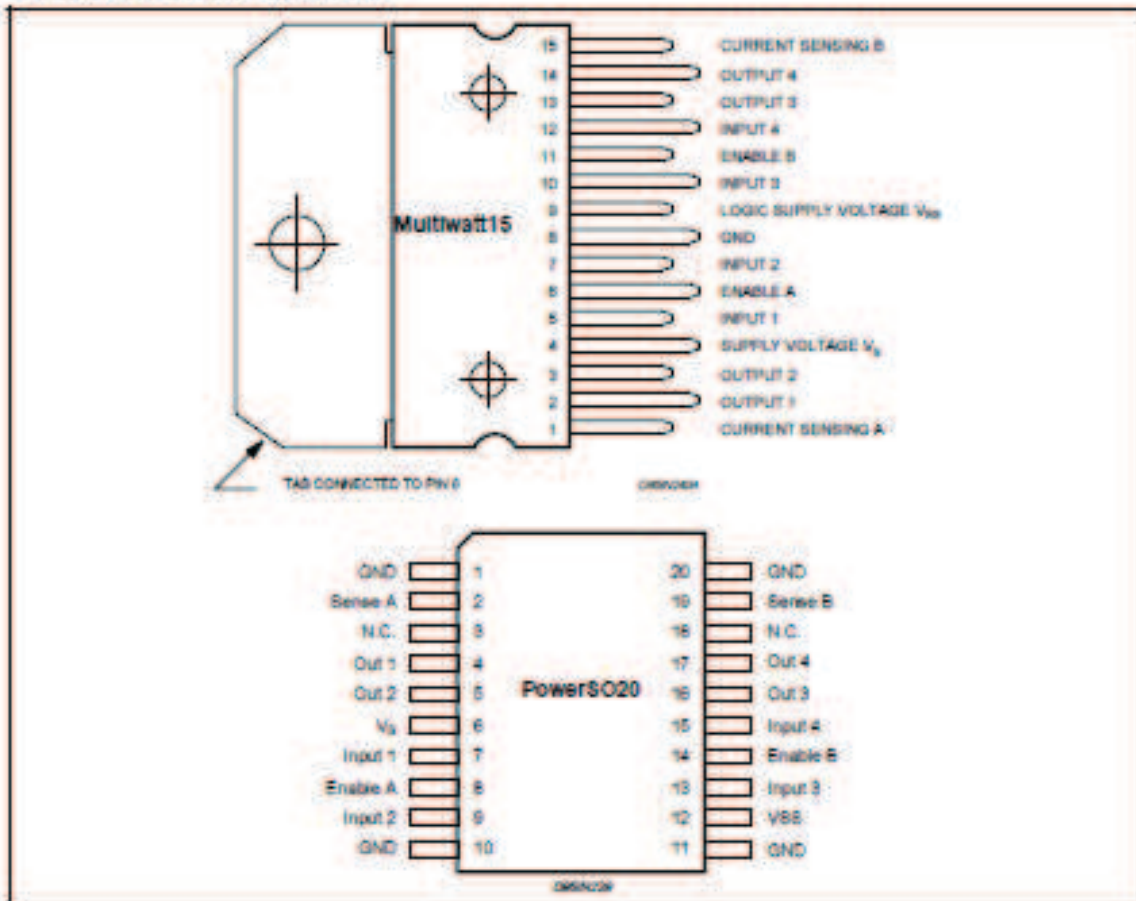 15 CURRENT SENSING B
14 OUTPUT 4
13 OUTPUT 3
12 INPUT 4
11 ENABLE B
10 INPUT 3
9 LOGIC SUPPLY VOLTAGE VSS
8 GND
7 INPUT 2
6 ENABLE A
5 INPUT 1
4 SUPPLY VOLTAGE VS
3 OUTPUT 2
2 OUTPUT 1
1 CURRENT SENSING A
Multiwatt15
TAB CONNECTED TO PIN 8
GND 1 20 GND
Sense A 2 19 Sense B
N.C. 3 18 N.C.
Out 1 4 17 Out 4
Out 2 5 16 Out 3
VS 6 15 Input 4
Input 1 7 14 Enable B
Enable A 8 13 Input 3
Input 2 9 12 VSS
GND 10 11 GND
PowerSO20